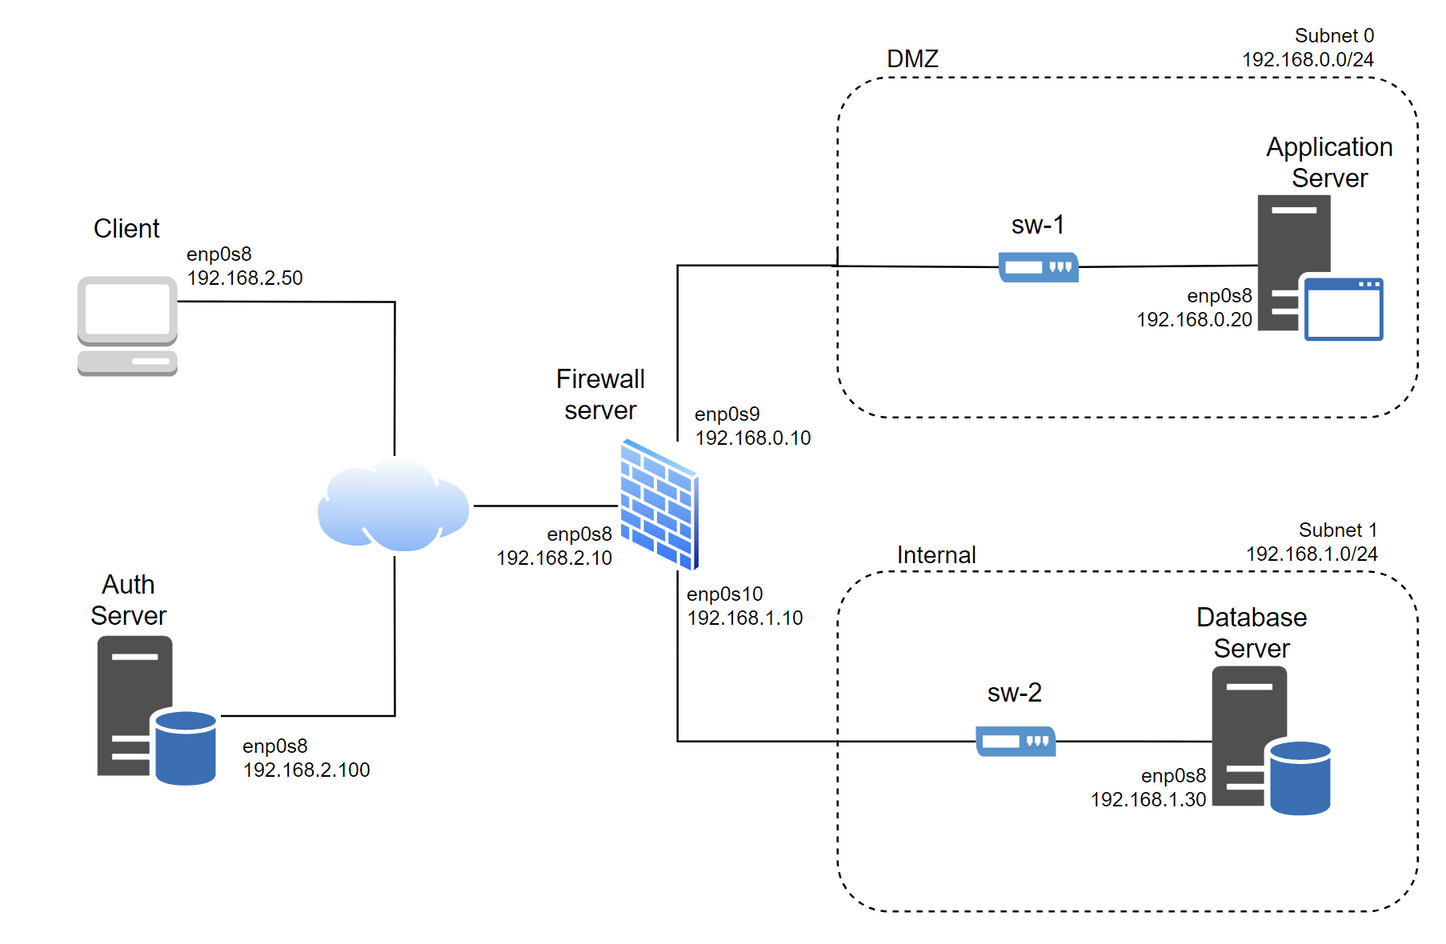 Subnet 0
192.168.0.0/24
DMZ
Application
Server
sw-1
enp0s8
192.168.0.20
Client
enp0s8
192.168.2.50
Firewall
server
enp0s9
192.168.0.10
enp0s8
192.168.2.10
enp0s10
192.168.1.10
Auth
Server
enp0s8
192.168.2.100
Subnet 1
192.168.1.0/24
Internal
Database
Server
sw-2
enp0s8
192.168.1.30